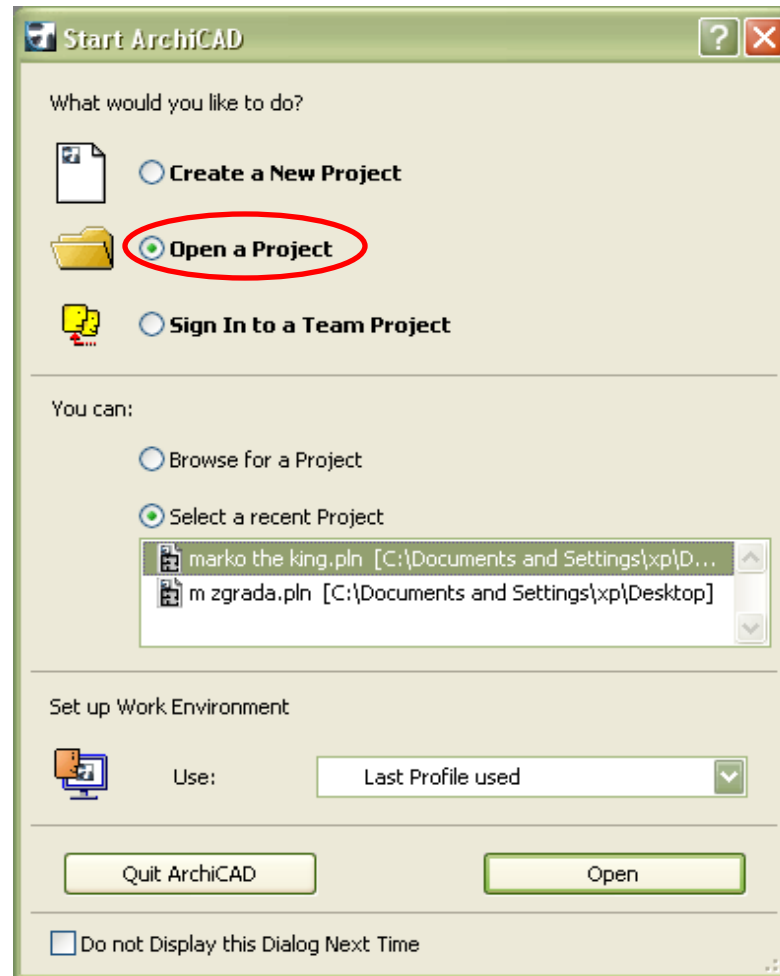 Start ArchiCAD
What would you like to do?
Create a New Project
Open a Project
Sign In to a Team Project
You can:
Browse for a Project
Select a recent Project
marko the king.pln [C:\Documents and Settings\xp\D...
m zgrada.pln [C:\Documents and Settings\xp\Desktop]
Set up Work Environment
Use: Last Profile used
Quit ArchiCAD Open
Do not Display this Dialog Next Time